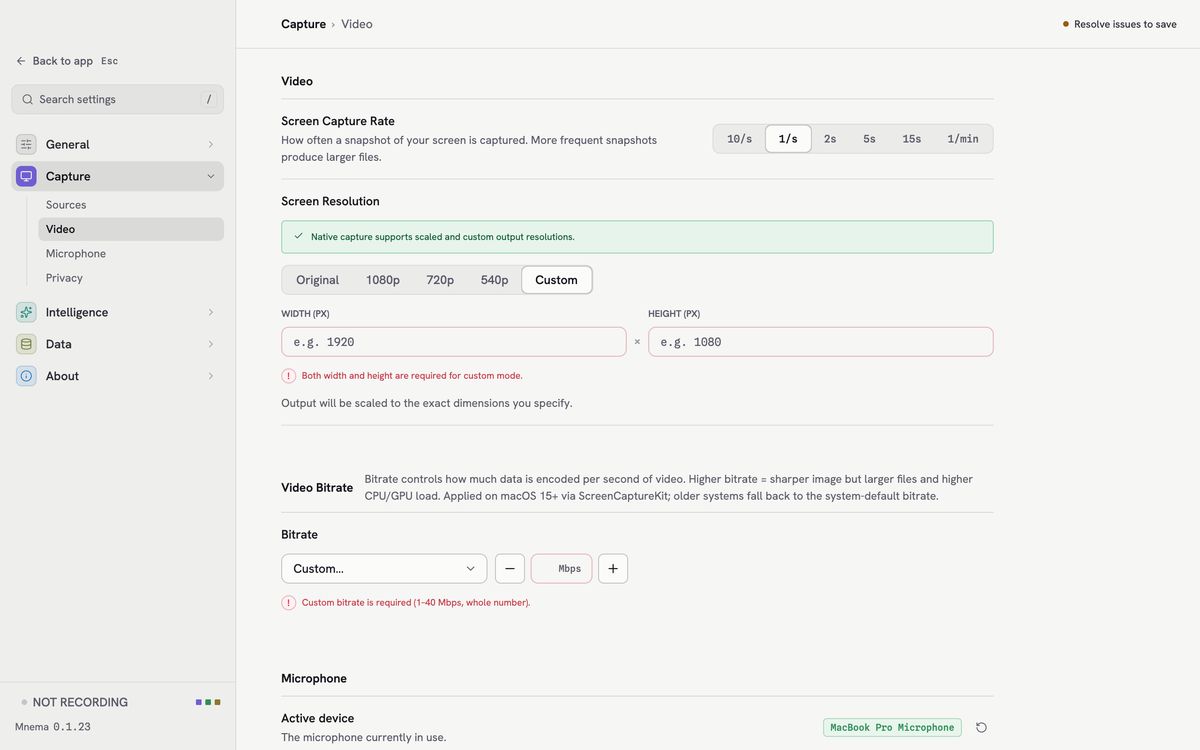 Capture › Video
Resolve issues to save
← Back to app Esc
Search settings /
General
Capture
Sources
Video
Microphone
Privacy
Intelligence
Data
About
NOT RECORDING
Mnema 0.1.23
Video
Screen Capture Rate
How often a snapshot of your screen is captured. More frequent snapshots
produce larger files.
10/s 1/s 2s 5s 15s 1/min
Screen Resolution
Native capture supports scaled and custom output resolutions.
Original 1080p 720p 540p Custom
WIDTH (PX) HEIGHT (PX)
e.g. 1920 × e.g. 1080
Both width and height are required for custom mode.
Output will be scaled to the exact dimensions you specify.
Video Bitrate
Bitrate controls how much data is encoded per second of video. Higher bitrate = sharper image but larger files and higher
CPU/GPU load. Applied on macOS 15+ via ScreenCaptureKit; older systems fall back to the system-default bitrate.
Bitrate
Custom... − Mbps +
Custom bitrate is required (1–40 Mbps, whole number).
Microphone
Active device
The microphone currently in use.
MacBook Pro Microphone